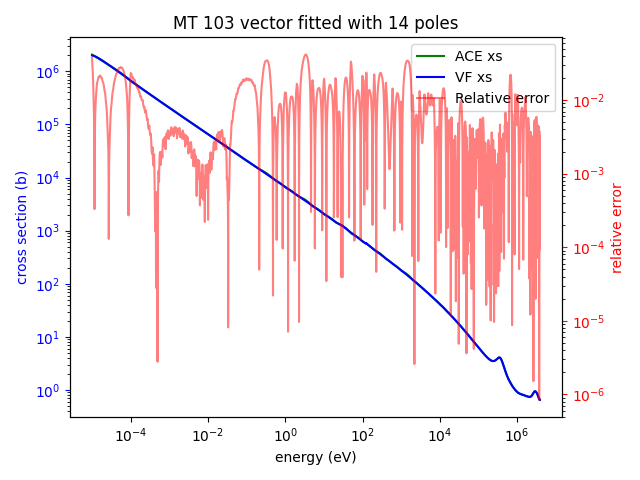 MT 103 vector fitted with 14 poles
ACE xs
VF xs
Relative error
cross section (b)
10^6
10^5
10^4
10^3
10^2
10^1
10^0
10^-2
10^-3
10^-4
10^-5
10^-6
relative error
10^-4
10^-2
10^0
10^2
10^4
10^6
energy (eV)